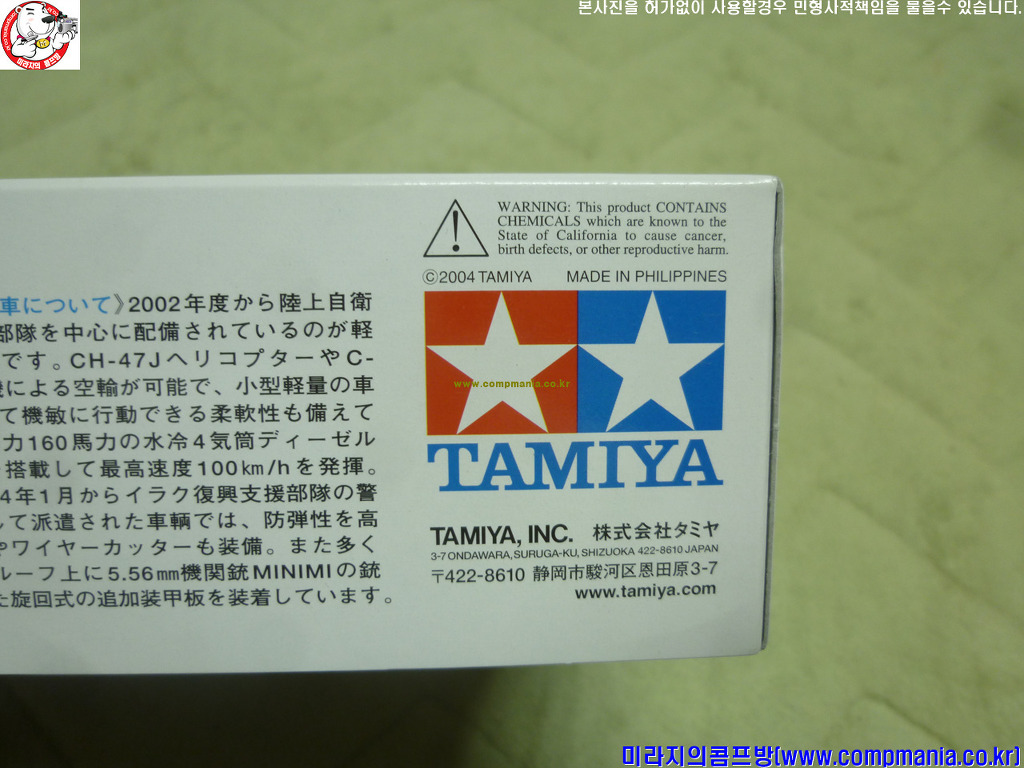 본사진을 허가없이 사용할경우 민형사적책임을 물을수 있습니다.
미라지의 콤프방
WARNING: This product CONTAINS
CHEMICALS which are known to the
State of California to cause cancer,
birth defects, or other reproductive harm.
©2004 TAMIYA MADE IN PHILIPPINES
車について》2002年度から陸上自衛
部隊を中心に配備されているのが軽
です。CH-47JヘリコプターやC-
による空輸が可能で、小型軽量の車
て機敏に行動できる柔軟性も備えて
力160馬力の水冷4気筒ディーゼル
搭載して最高速度100km/hを発揮。
4年1月からイラク復興支援部隊の警
して派遣された車輌では、防弾性を高
ワイヤーカッターも装備。また多く
ルーフ上に5.56mm機関銃MINIMIの銃
た旋回式の追加装甲板を装着しています。
www.compmania.co.kr
TAMIYA
TAMIYA, INC. 株式会社タミヤ
3-7 ONDAWARA, SURUGA-KU, SHIZUOKA 422-8610 JAPAN
〒422-8610 静岡市駿河区恩田原3-7
www.tamiya.com
미라지의콤프방(www.compmania.co.kr)